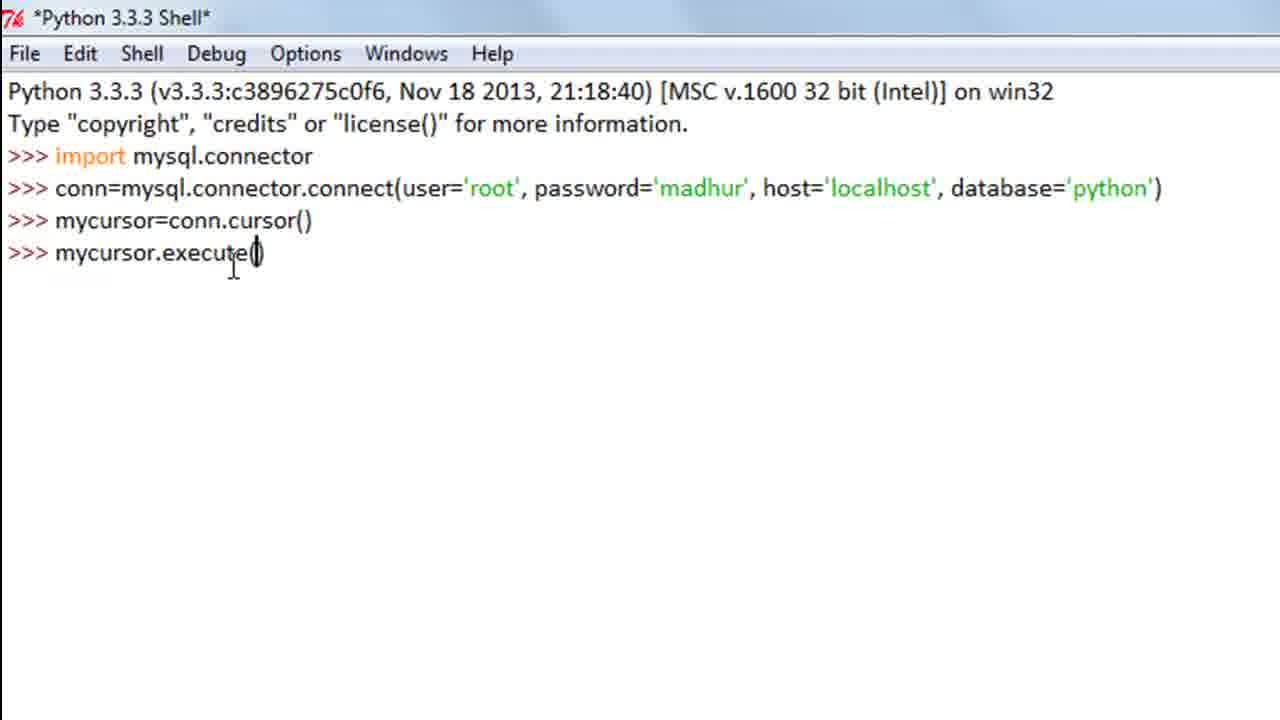 *Python 3.3.3 Shell*
File Edit Shell Debug Options Windows Help
Python 3.3.3 (v3.3.3:c3896275c0f6, Nov 18 2013, 21:18:40) [MSC v.1600 32 bit (Intel)] on win32
Type "copyright", "credits" or "license()" for more information.
>>> import mysql.connector
>>> conn=mysql.connector.connect(user='root', password='madhur', host='localhost', database='python')
>>> mycursor=conn.cursor()
>>> mycursor.execute()